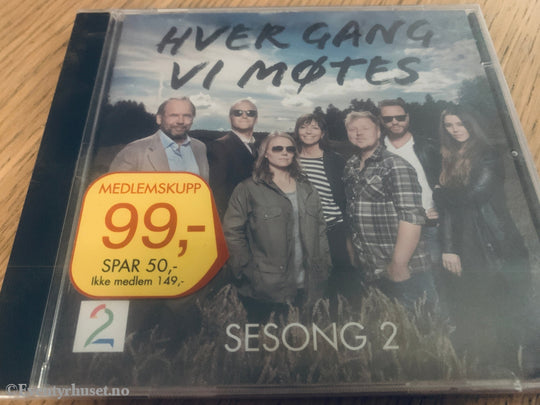 HVER GANG
VI MØTES
MEDLEMSKUPP
99,-
SPAR 50,-
Ikke medlem 149,-
2
SESONG 2
©Eventyrhuset.no